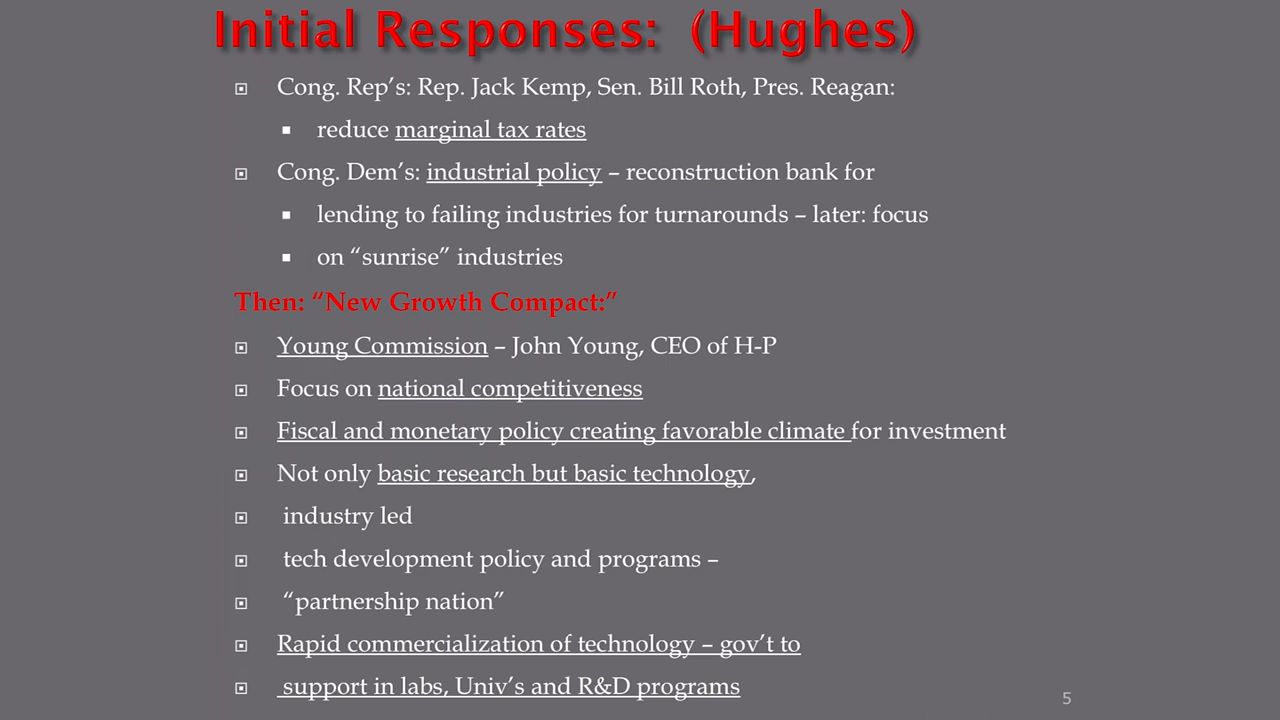 Initial Responses: (Hughes)
Cong. Rep’s: Rep. Jack Kemp, Sen. Bill Roth, Pres. Reagan:
reduce marginal tax rates
Cong. Dem’s: industrial policy – reconstruction bank for
lending to failing industries for turnarounds – later: focus
on “sunrise” industries
Then: “New Growth Compact:”
Young Commission – John Young, CEO of H-P
Focus on national competitiveness
Fiscal and monetary policy creating favorable climate for investment
Not only basic research but basic technology,
industry led
tech development policy and programs –
“partnership nation”
Rapid commercialization of technology – gov’t to
support in labs, Univ’s and R&D programs
5